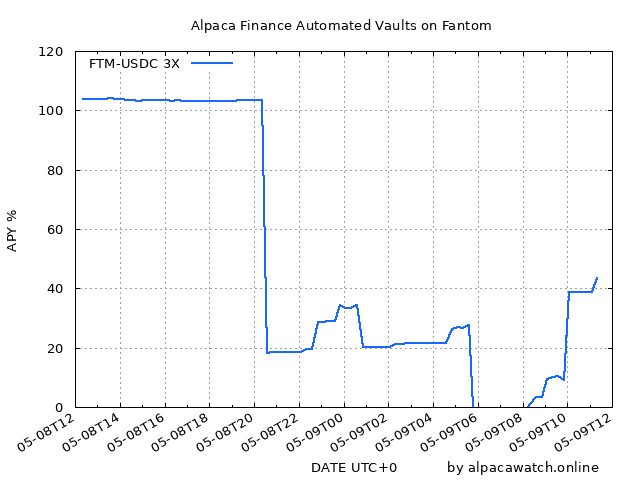 Alpaca Finance Automated Vaults on Fantom
FTM-USDC 3X
APY %
120
100
80
60
40
20
0
05-08T12
05-08T14
05-08T16
05-08T18
05-08T20
05-08T22
05-09T00
05-09T02
05-09T04
05-09T06
05-09T08
05-09T10
05-09T12
DATE UTC+0
by alpacawatch.online